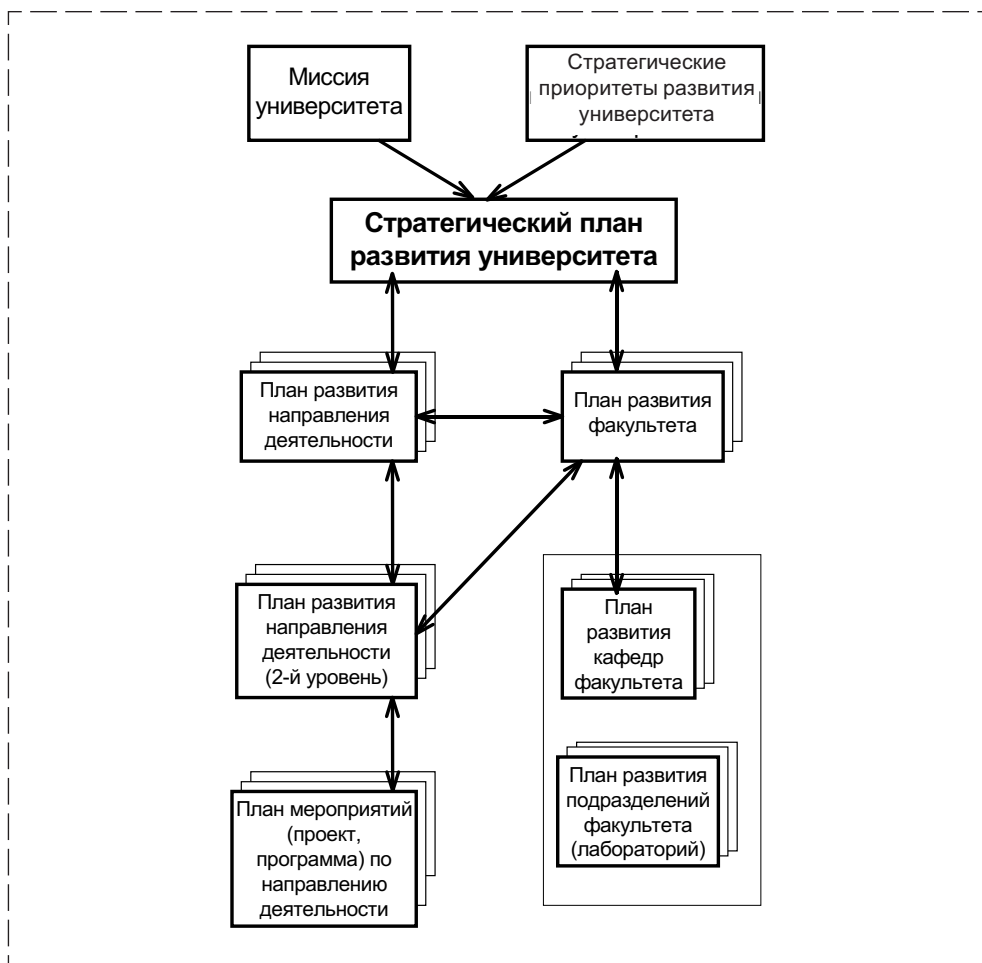 Миссия
университета
Стратегические
приоритеты развития
университета
Стратегический план
развития университета
План развития
направления
деятельности
План развития
факультета
План развития
направления
деятельности
(2-й уровень)
План
развития
кафедр
факультета
План мероприятий
(проект,
программа) по
направлению
деятельности
План развития
подразделений
факультета
(лабораторий)